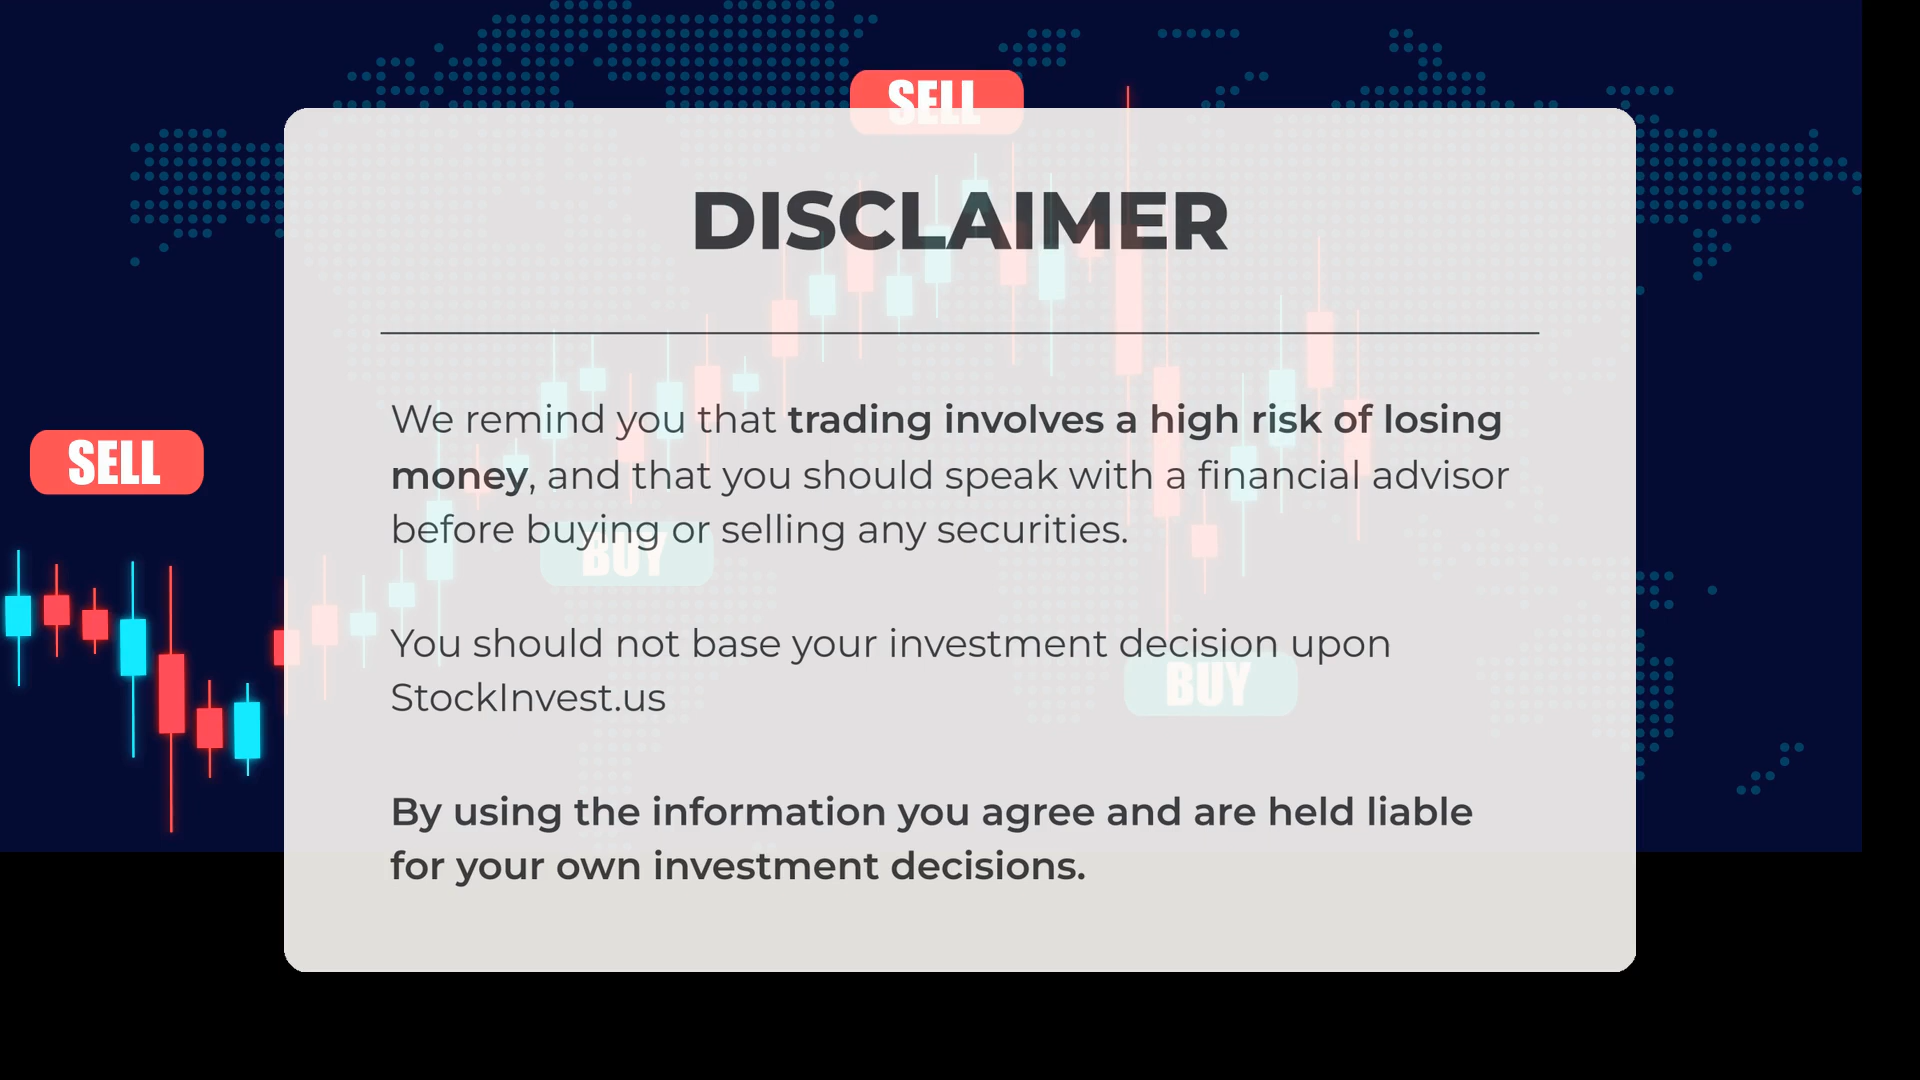 SELL
DISCLAIMER
We remind you that trading involves a high risk of losing
money, and that you should speak with a financial advisor
before buying or selling any securities.
SELL
BUY
You should not base your investment decision upon
StockInvest.us
BUY
By using the information you agree and are held liable
for your own investment decisions.